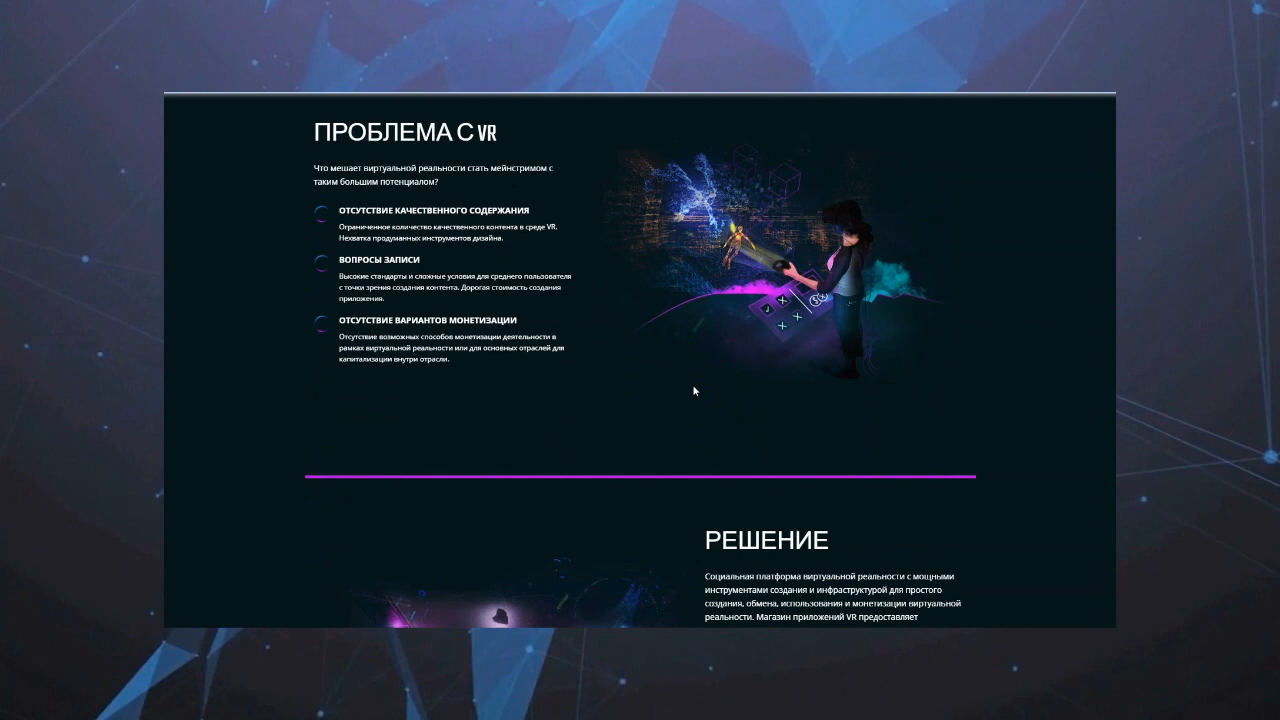 ПРОБЛЕМА С VR
Что мешает виртуальной реальности стать мейнстримом с
таким большим потенциалом?
ОТСУТСТВИЕ КАЧЕСТВЕННОГО СОДЕРЖАНИЯ
Ограниченное количество качественного контента в среде VR.
Нехватка продуманных инструментов дизайна.
ВОПРОСЫ ЗАПИСИ
Высокие стандарты и сложные условия для среднего пользователя
с точки зрения создания контента. Дорогая стоимость создания
приложения.
ОТСУТСТВИЕ ВАРИАНТОВ МОНЕТИЗАЦИИ
Отсутствие возможных способов монетизации деятельности в
рамках виртуальной реальности или для основных отраслей для
капитализации внутри отрасли.
РЕШЕНИЕ
Социальная платформа виртуальной реальности с мощными
инструментами создания и инфраструктурой для простого
создания, обмена, использования и монетизации виртуальной
реальности. Магазин приложений VR предоставляет